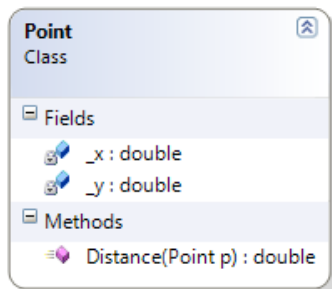 Point
Class
Fields
_x : double
_y : double
Methods
Distance(Point p) : double